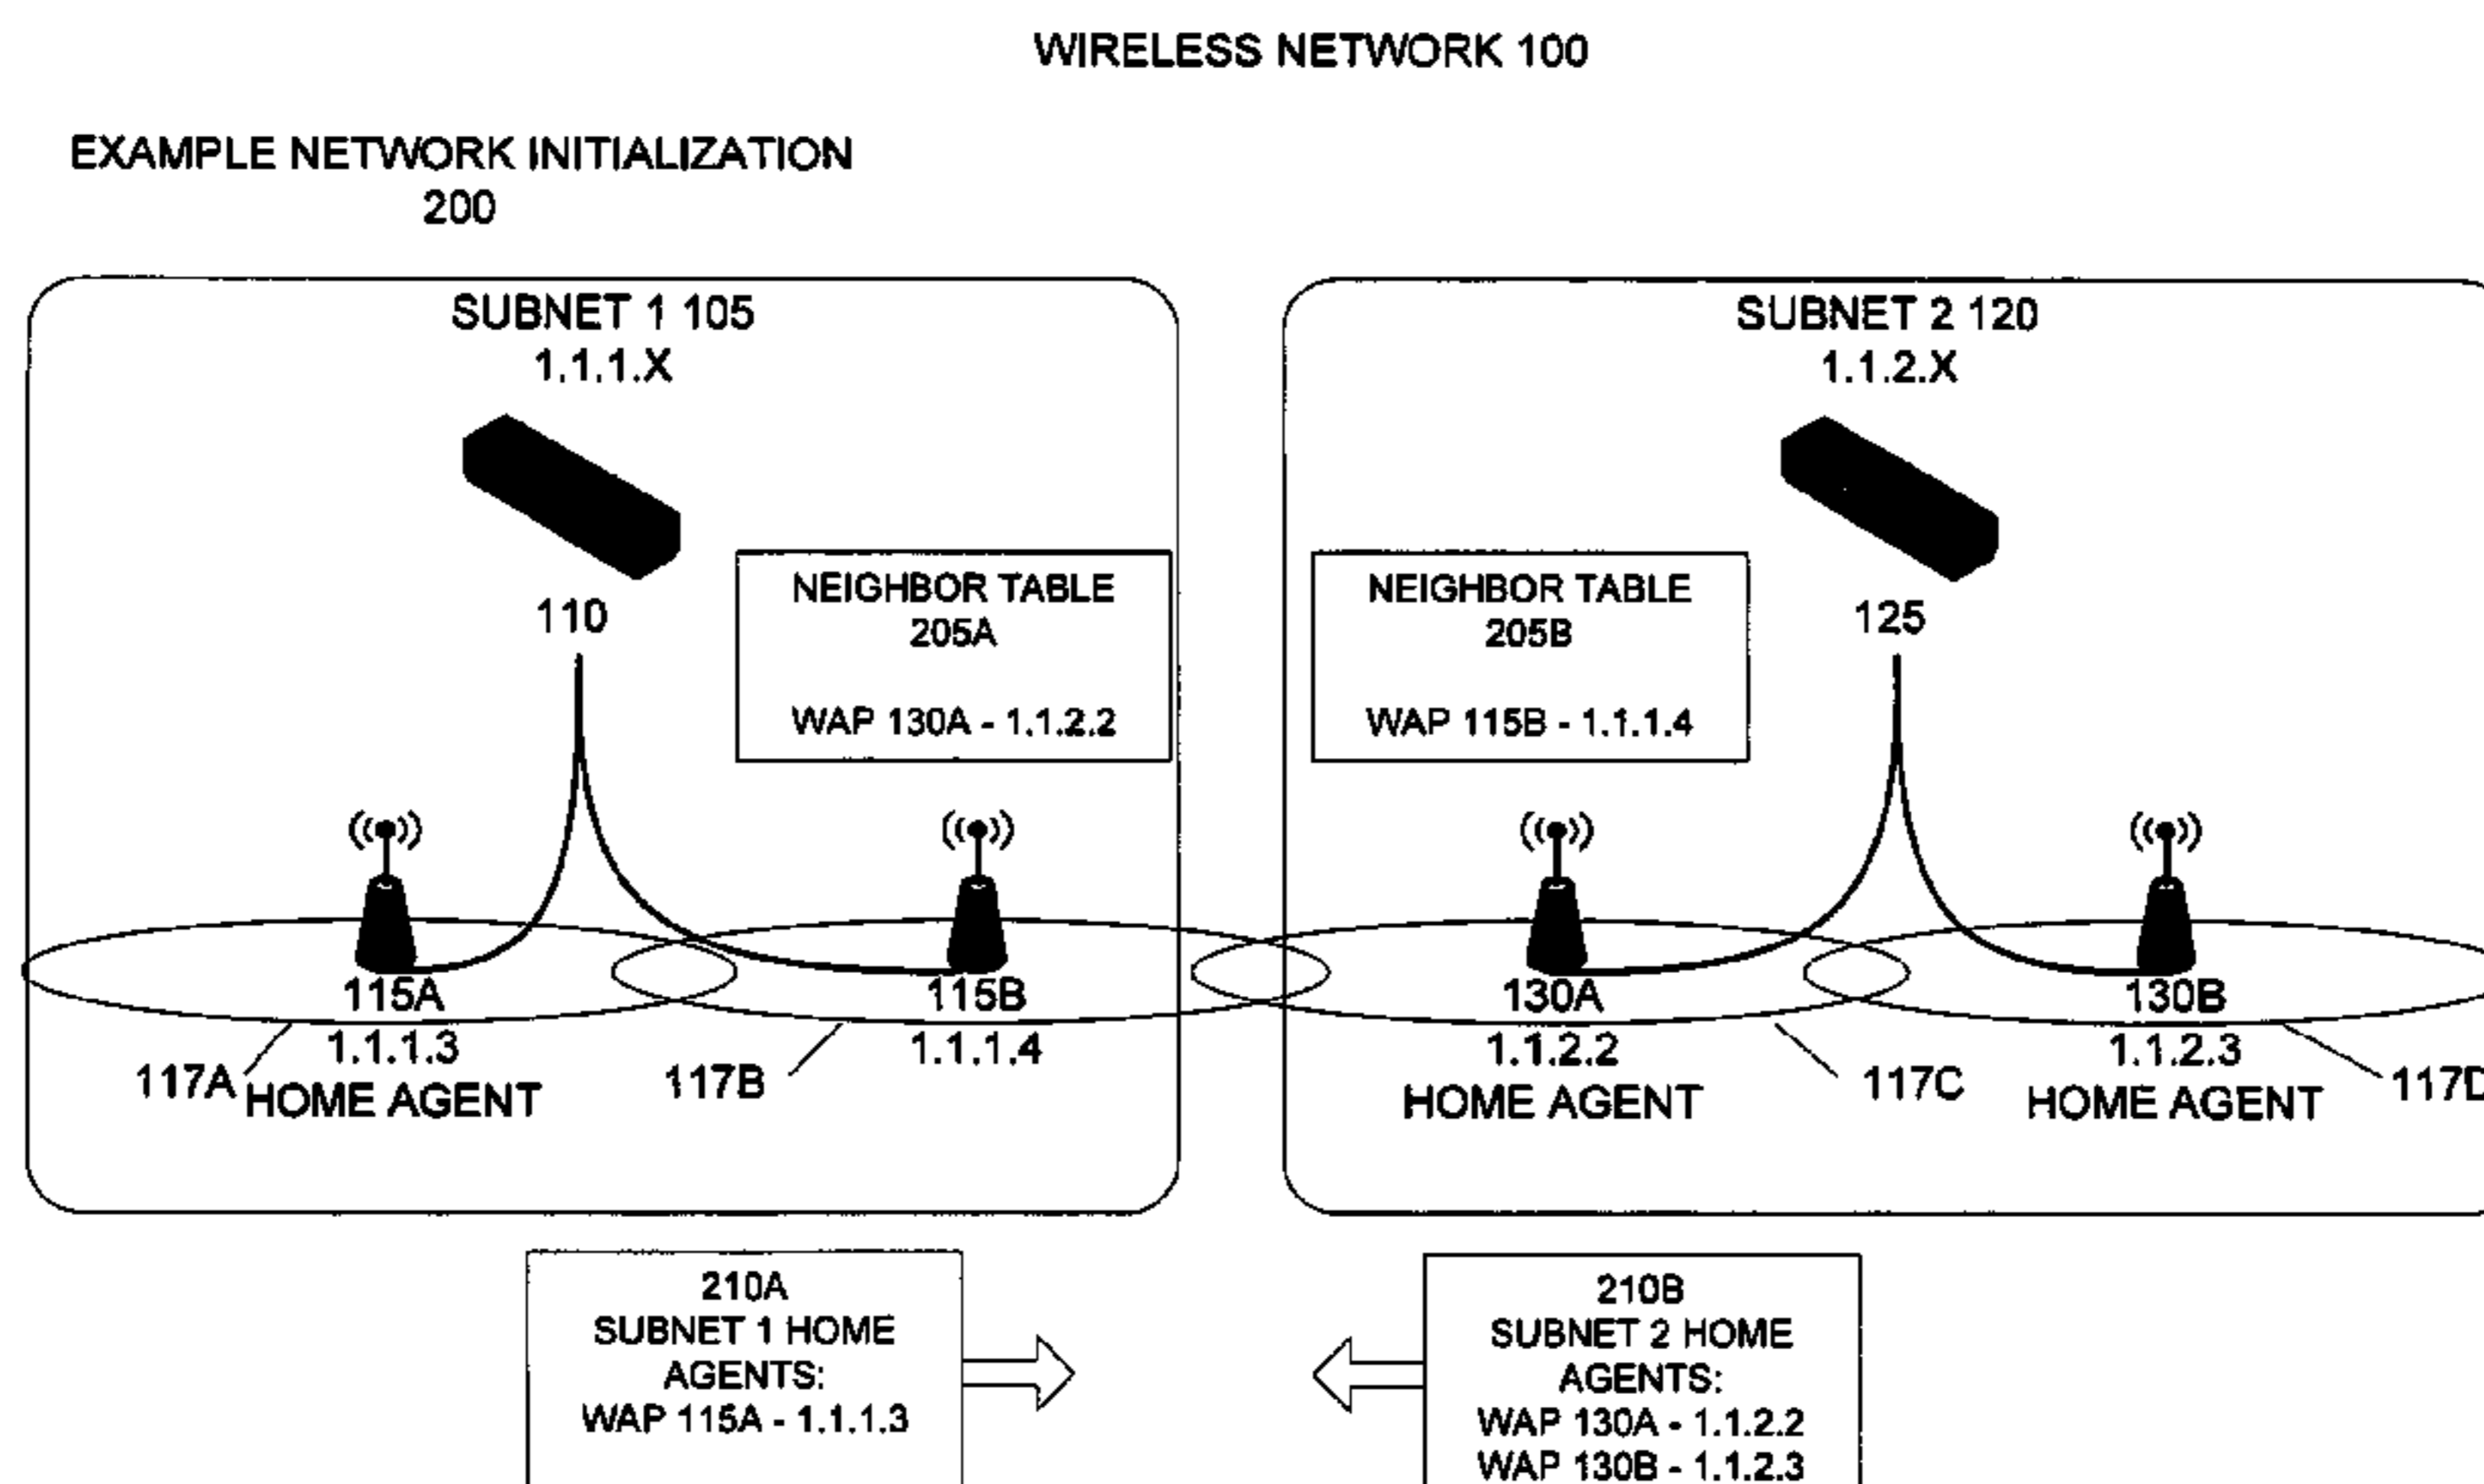 WIRELESS NETWORK 100
EXAMPLE NETWORK INITIALIZATION
200
SUBNET 1 105
1.1.1.X
110
NEIGHBOR TABLE
205A
WAP 130A - 1.1.2.2
115A
1.1.1.3
HOME AGENT
117A
115B
1.1.1.4
117B
SUBNET 2 120
1.1.2.X
125
NEIGHBOR TABLE
205B
WAP 115B - 1.1.1.4
130A
1.1.2.2
HOME AGENT
117C
130B
1.1.2.3
HOME AGENT
117D
210A
SUBNET 1 HOME
AGENTS:
WAP 115A - 1.1.1.3
210B
SUBNET 2 HOME
AGENTS:
WAP 130A - 1.1.2.2
WAP 130B - 1.1.2.3